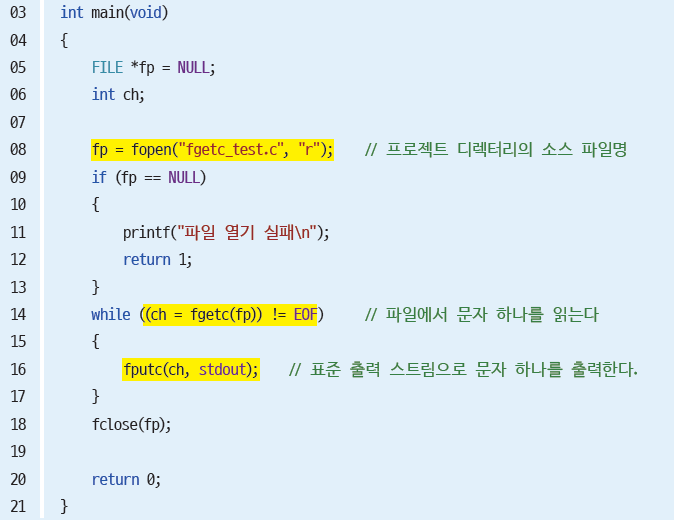 03 int main(void)
04 {
05 FILE *fp = NULL;
06 int ch;
07
08 fp = fopen("fgetc_test.c", "r"); // 프로젝트 디렉터리의 소스 파일명
09 if (fp == NULL)
10 {
11 printf("파일 열기 실패\n");
12 return 1;
13 }
14 while ((ch = fgetc(fp)) != EOF) // 파일에서 문자 하나를 읽는다
15 {
16 fputc(ch, stdout); // 표준 출력 스트림으로 문자 하나를 출력한다.
17 }
18 fclose(fp);
19
20 return 0;
21 }